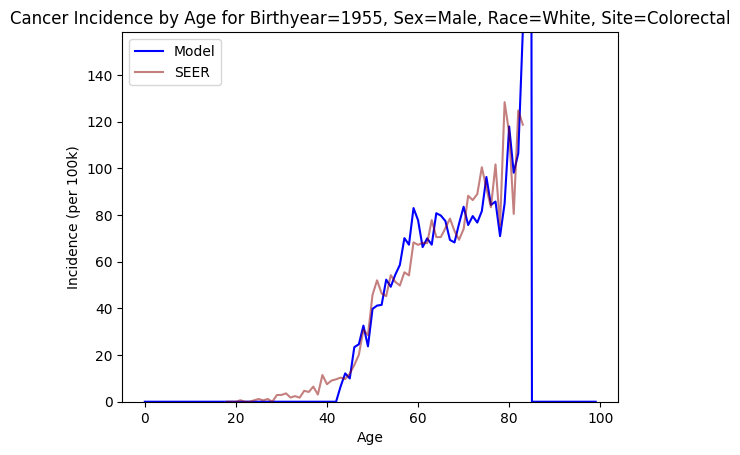 Cancer Incidence by Age for Birthyear=1955, Sex=Male, Race=White, Site=Colorectal
Model
SEER
Incidence (per 100k)
140
120
100
80
60
40
20
0
0 20 40 60 80 100
Age